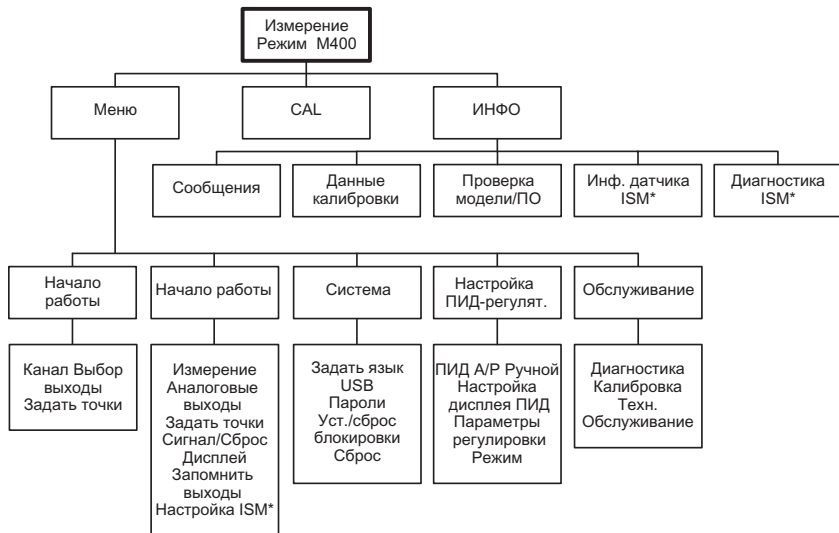 Измерение
Режим М400
Меню
CAL
ИНФО
Сообщения
Данные
калибровки
Проверка
модели/ПО
Инф. датчика
ISM*
Диагностика
ISM*
Начало
работы
Начало работы
Система
Настройка
ПИД-регулят.
Обслуживание
Канал Выбор
выходы
Задать точки
Измерение
Аналоговые
выходы
Задать точки
Сигнал/Сброс
Дисплей
Запомнить
выходы
Настройка ISM*
Задать язык
USB
Пароли
Уст./сброс
блокировки
Сброс
ПИД А/Р Ручной
Настройка
дисплея ПИД
Параметры
регулировки
Режим
Диагностика
Калибровка
Техн.
Обслуживание